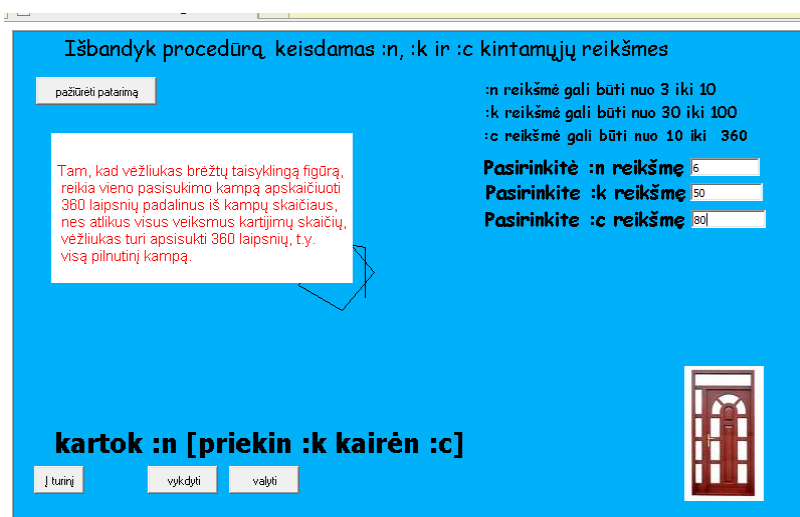 Išbandyk procedūrą keisdamas :n, :k ir :c kintamųjų reikšmes
pažiūrėti patarimą
:n reikšmė gali būti nuo 3 iki 10
:k reikšmė gali būti nuo 30 iki 100
:c reikšmė gali būti nuo 10 iki 360
Tam, kad vėžliukas brėžtų taisyklingą figūrą,
reikia vieno pasisukimo kampą apskaičiuoti
360 laipsnių padalinus iš kampų skaičiaus,
nes atlikus visus veiksmus kartijimų skaičių,
vėžliukas turi apsisukti 360 laipsnių, t.y.
visą pilnutinį kampą.
Pasirinkitė :n reikšmę 6
Pasirinkite :k reikšmę 50
Pasirinkite :c reikšmę 80
kartok :n [priekin :k kairėn :c]
Į turinį
vykdyti
valyti